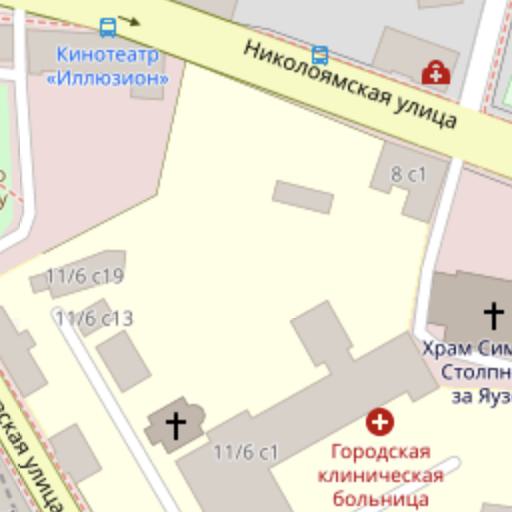 Кинотеатр
«Иллюзион»
Николоямская улица
8 с1
11/6 с19
11/6 с13
Храм Сим
Столпн
за Яуз
11/6 с1
Городская
клиническая
больница
ская улица